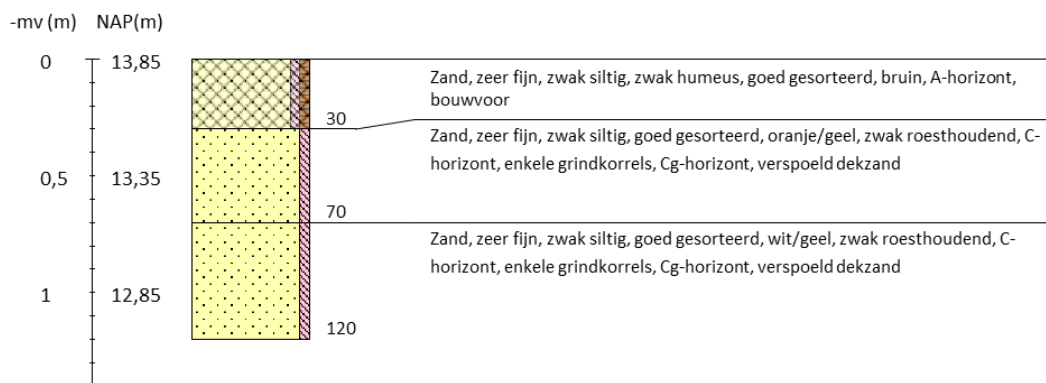 -mv (m) NAP(m)
0 13,85
Zand, zeer fijn, zwak siltig, zwak humeus, goed gesorteerd, bruin, A-horizont,
bouwvoor
30
Zand, zeer fijn, zwak siltig, goed gesorteerd, oranje/geel, zwak roesthoudend, C-
horizont, enkele grindkorrels, Cg-horizont, verspoeld dekzand
0,5 13,35
70
Zand, zeer fijn, zwak siltig, goed gesorteerd, wit/geel, zwak roesthoudend, C-
horizont, enkele grindkorrels, Cg-horizont, verspoeld dekzand
1 12,85
120